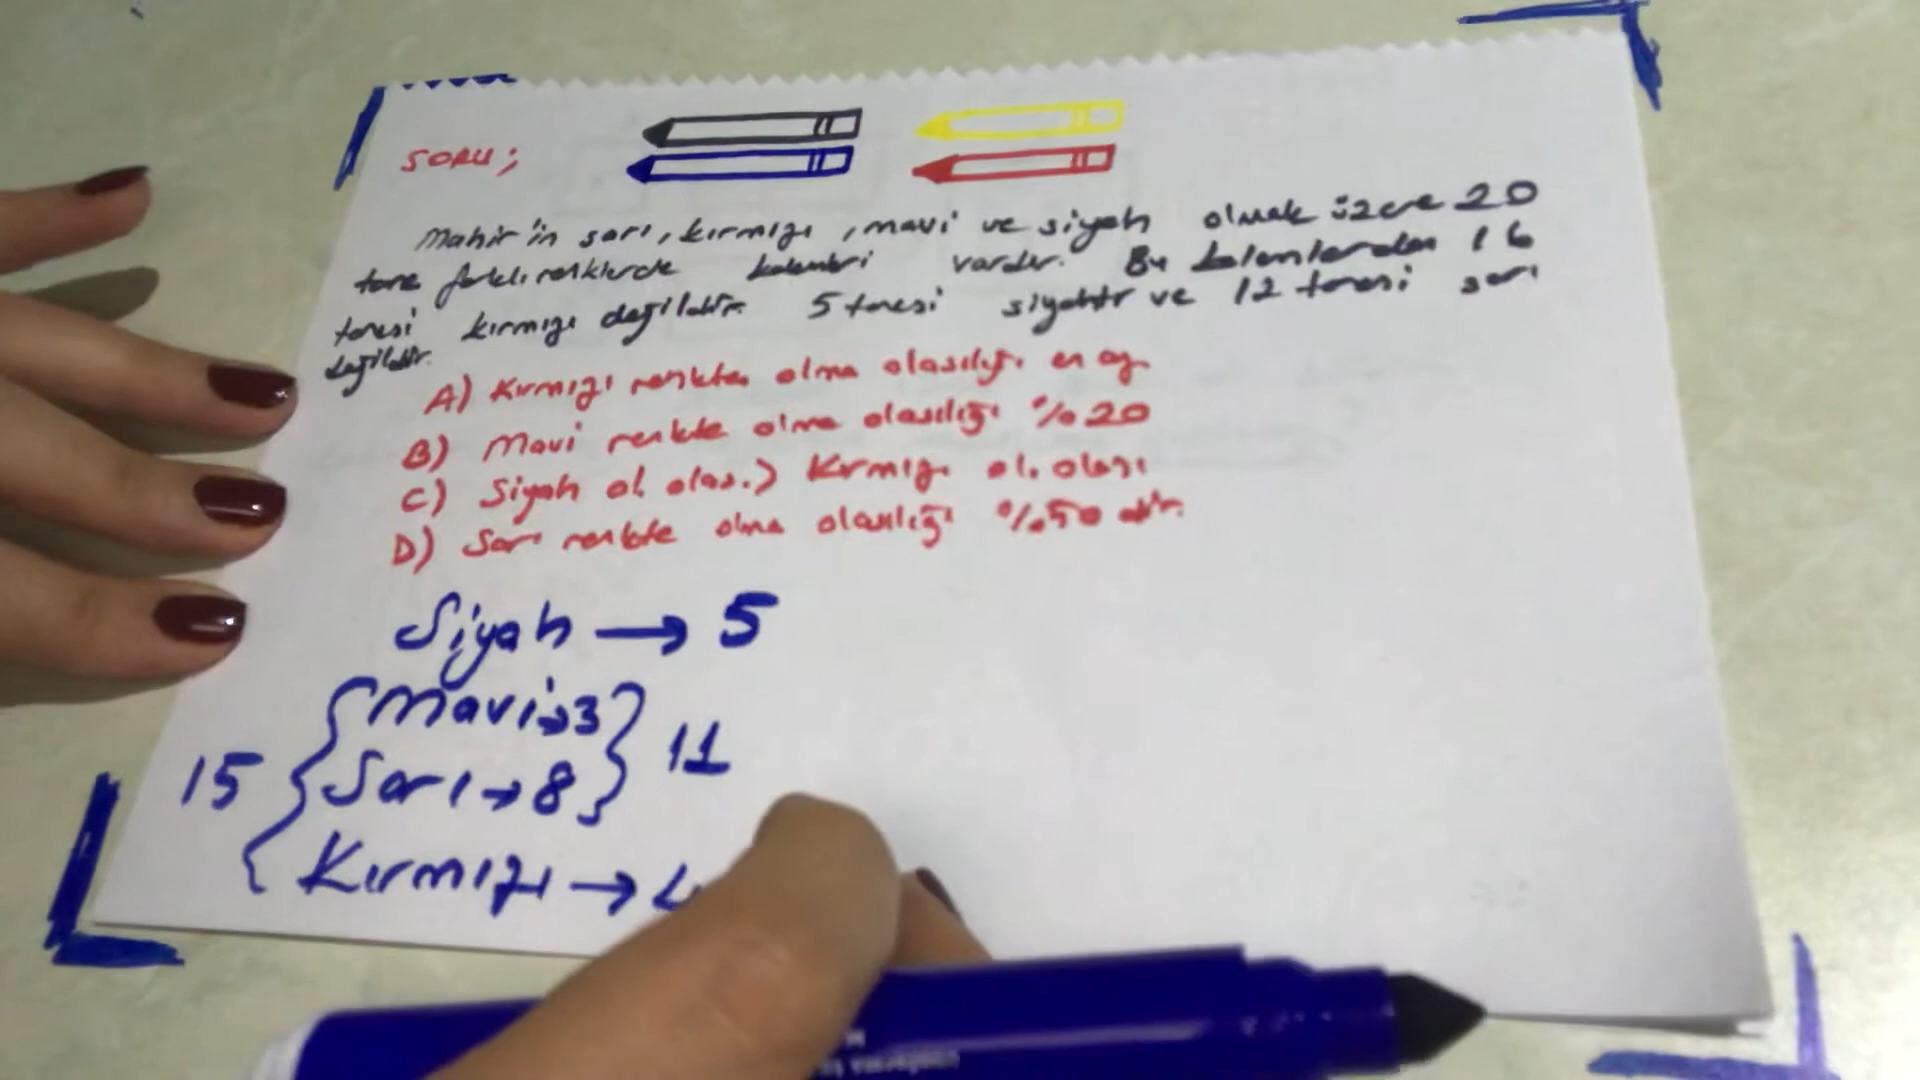 SORU;
Mahir'in sarı, kırmızı, mavi ve siyah olmak üzere 20
tane farklı renklerde kalemleri vardır. Bu kalemlerden 16
tanesi kırmızı değildir. 5 tanesi siyahtır ve 12 tanesi sarı
değildir.
A) Kırmızı renkte olma olasılığı en az
B) Mavi renkte olma olasılığı %20
C) Siyah ol. olas. > Kırmızı ol. olası
D) Sarı renkte olma olasılığı %50 dir.
Siyah → 5
Mavi → 3
11
15
Sarı → 8
Kırmızı → 4